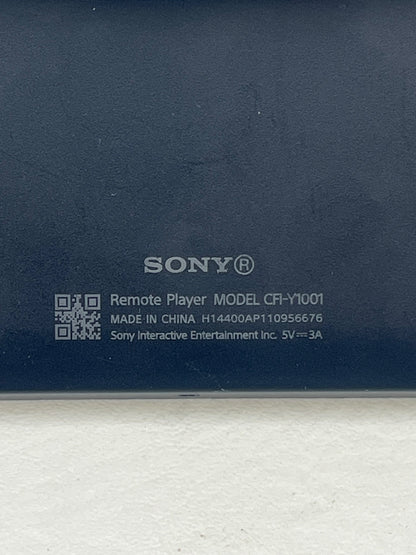 SONY®
Remote Player MODEL CFI-Y1001
MADE IN CHINA H14400AP110956676
Sony Interactive Entertainment Inc. 5V⎓3A